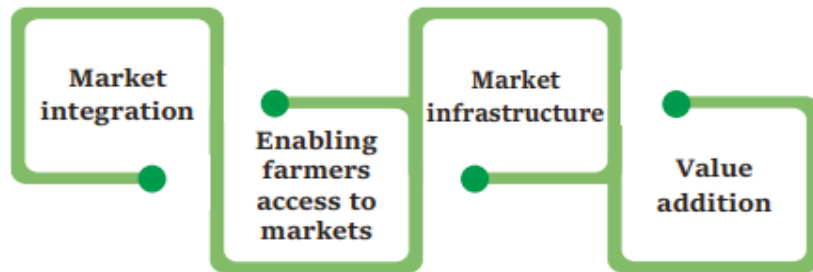 Market
integration
Enabling
farmers
access to
markets
Market
infrastructure
Value
addition